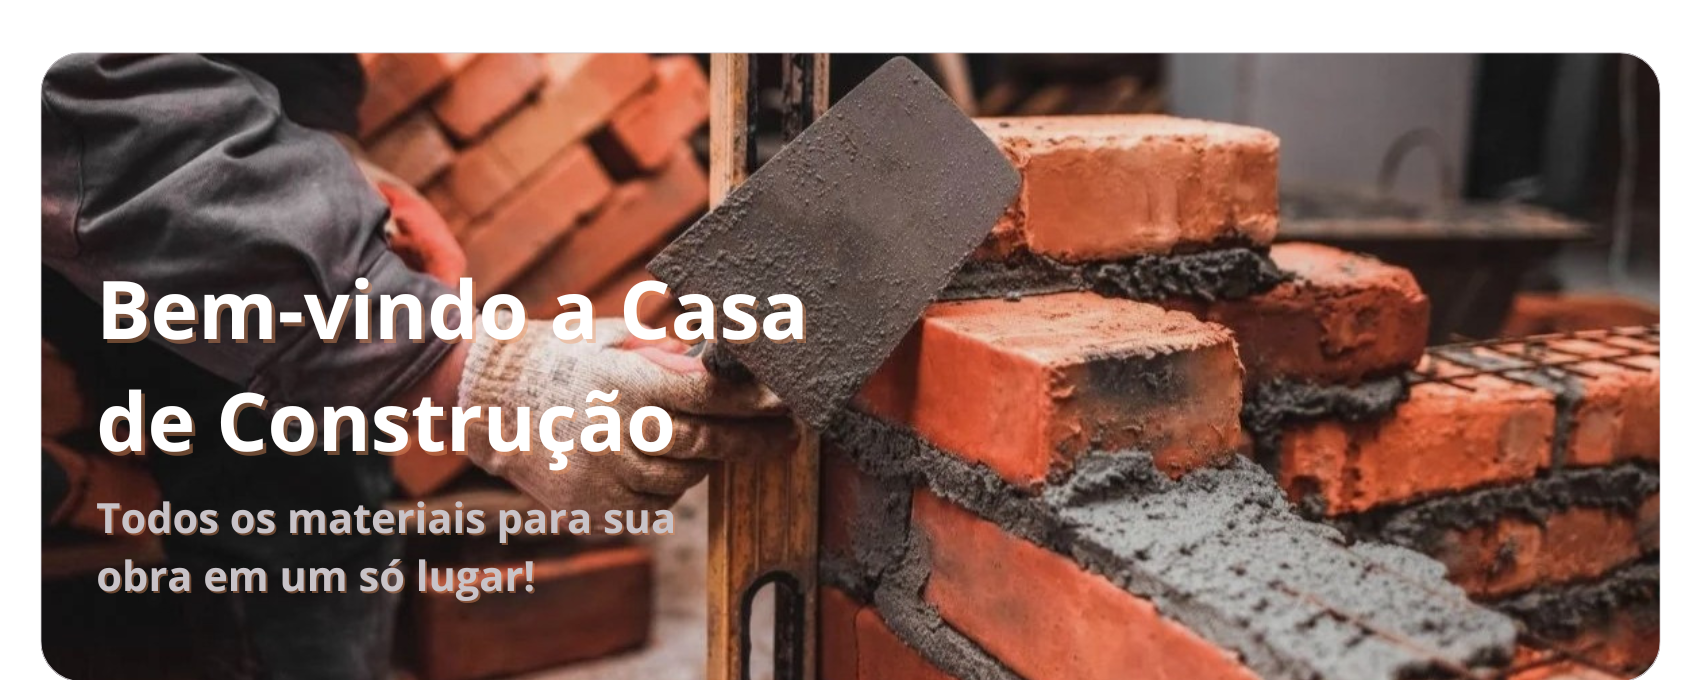 Bem-vindo a Casa
de Construção
Todos os materiais para sua
obra em um só lugar!